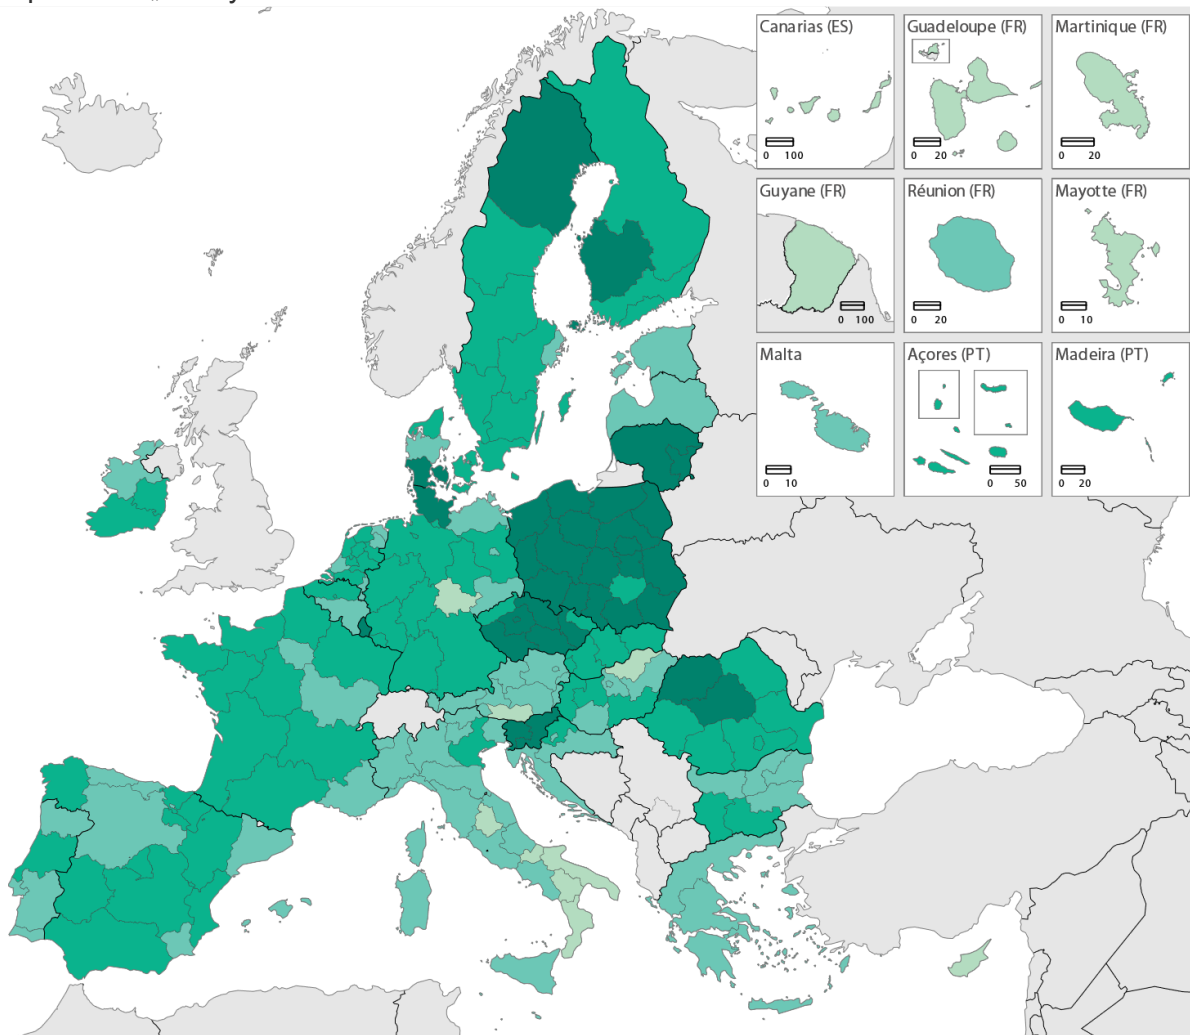 Canarias (ES)
0 100
Guadeloupe (FR)
0 20
Martinique (FR)
0 20
Guyane (FR)
0 100
Réunion (FR)
0 20
Mayotte (FR)
0 10
Malta
0 10
Açores (PT)
0 50
Madeira (PT)
0 20